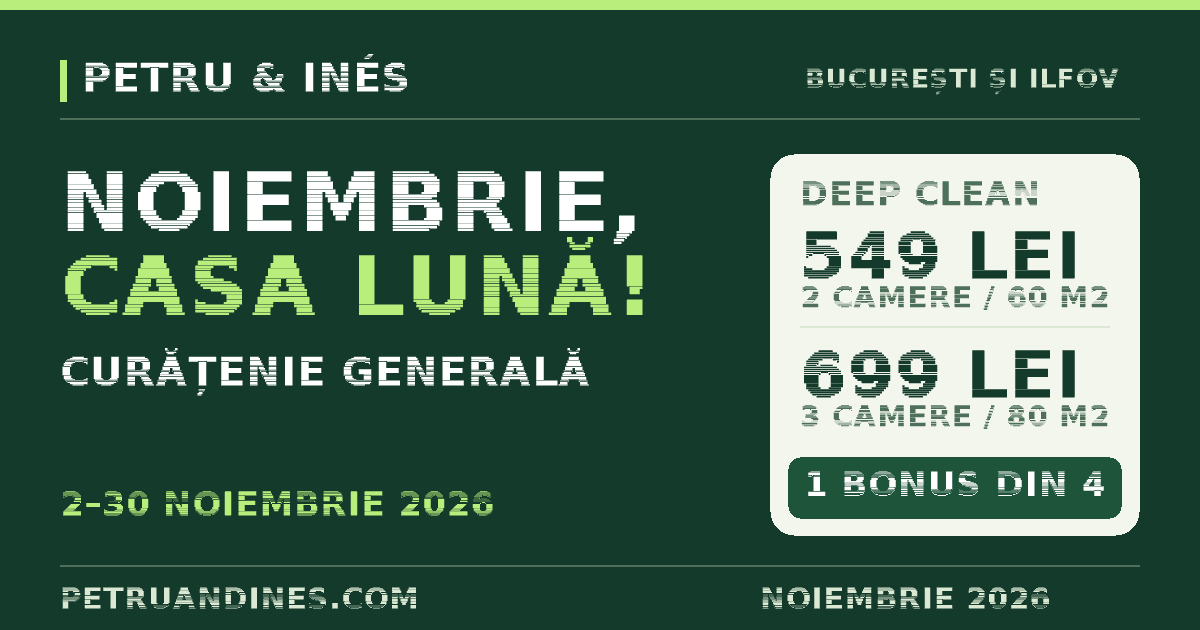 PETRU & INÉS
BUCUREȘTI ȘI ILFOV
NOIEMBRIE,
CASA LUNĂ!
CURĂȚENIE GENERALĂ
2–30 NOIEMBRIE 2026
DEEP CLEAN
549 LEI
2 CAMERE / 60 M2
699 LEI
3 CAMERE / 80 M2
1 BONUS DIN 4
PETRUANDINES.COM
NOIEMBRIE 2026